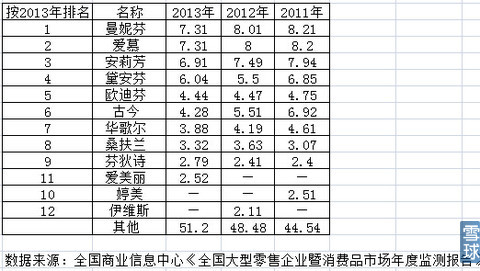 按2013年排名 名称 2013年 2012年 2011年
1 曼妮芬 7.31 8.01 8.21
2 爱慕 7.31 8 8.2
3 安莉芳 6.91 7.49 7.94
4 黛安芬 6.04 5.5 6.85
5 欧迪芬 4.44 4.47 4.75
6 古今 4.28 5.51 6.92
7 华歌尔 3.88 4.19 4.61
8 桑扶兰 3.32 3.63 3.07
9 芬狄诗 2.79 2.41 2.4
11 爱美丽 2.52 — —
10 婷美 — — 2.51
12 伊维斯 — 2.11 —
其他 51.2 48.48 44.54
数据来源：全国商业信息中心《全国大型零售企业暨消费品市场年度监测报告
雪球